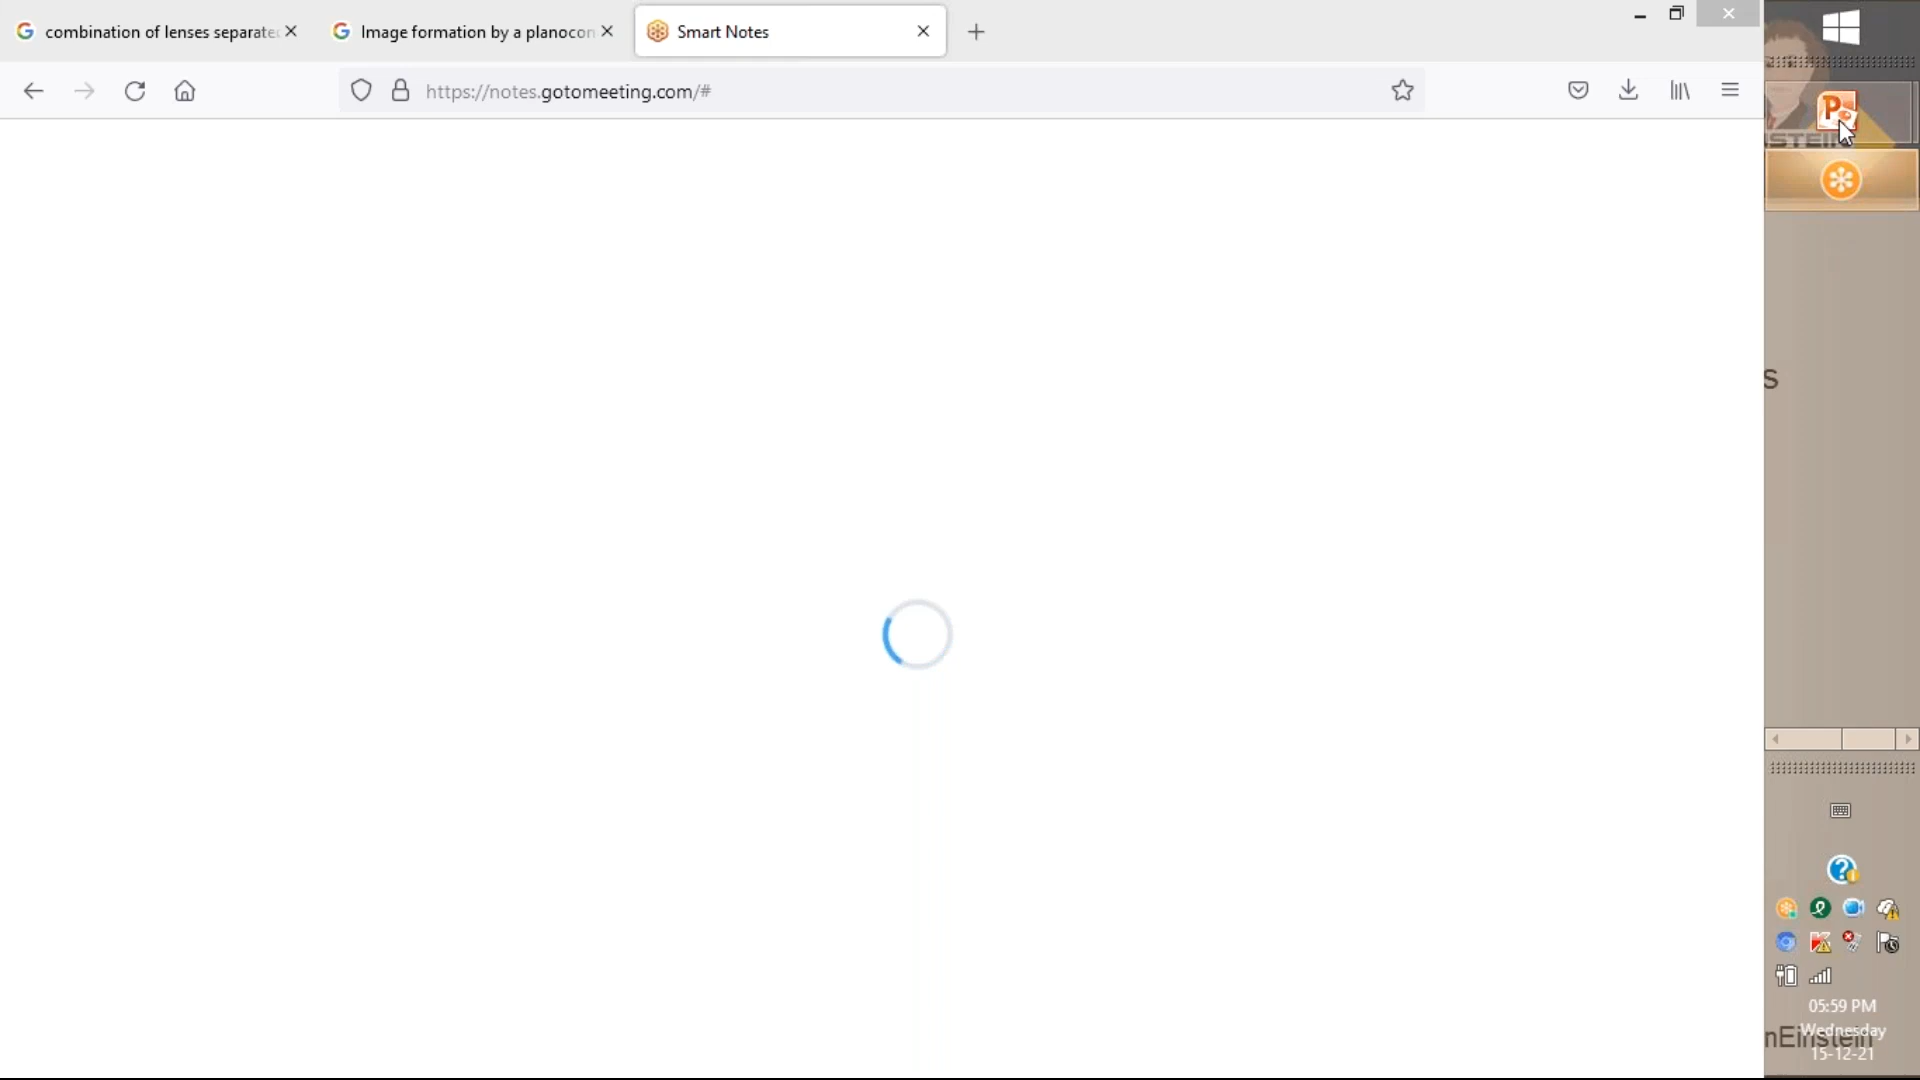 combination of lenses separate
Image formation by a planocon
Smart Notes
https://notes.gotomeeting.com/#
P
STEIN
s
05:59 PM
Wednesday
nEinstein
15-12-21